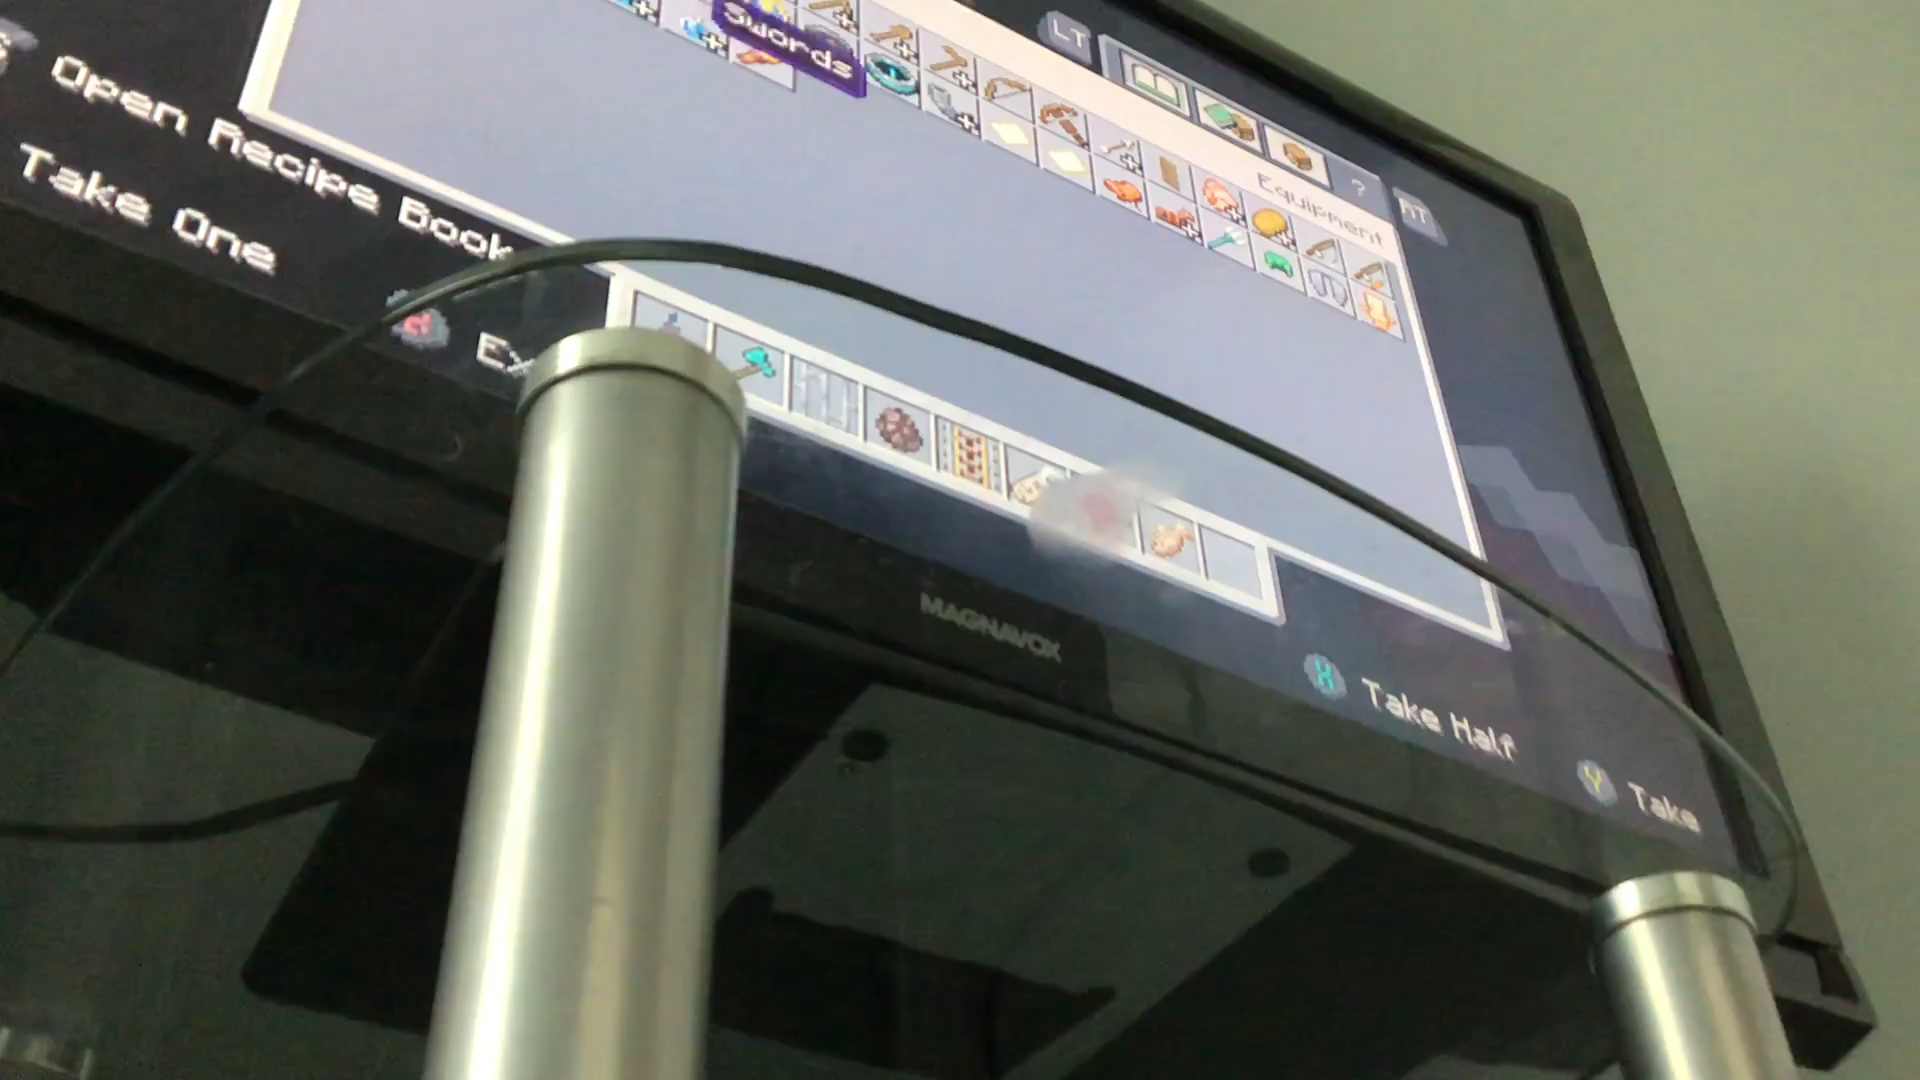 Swords
LT
Equipment
?
RT
Open Recipe Book
Take One
MAGNAVOX
X
Take Half
Y
Take